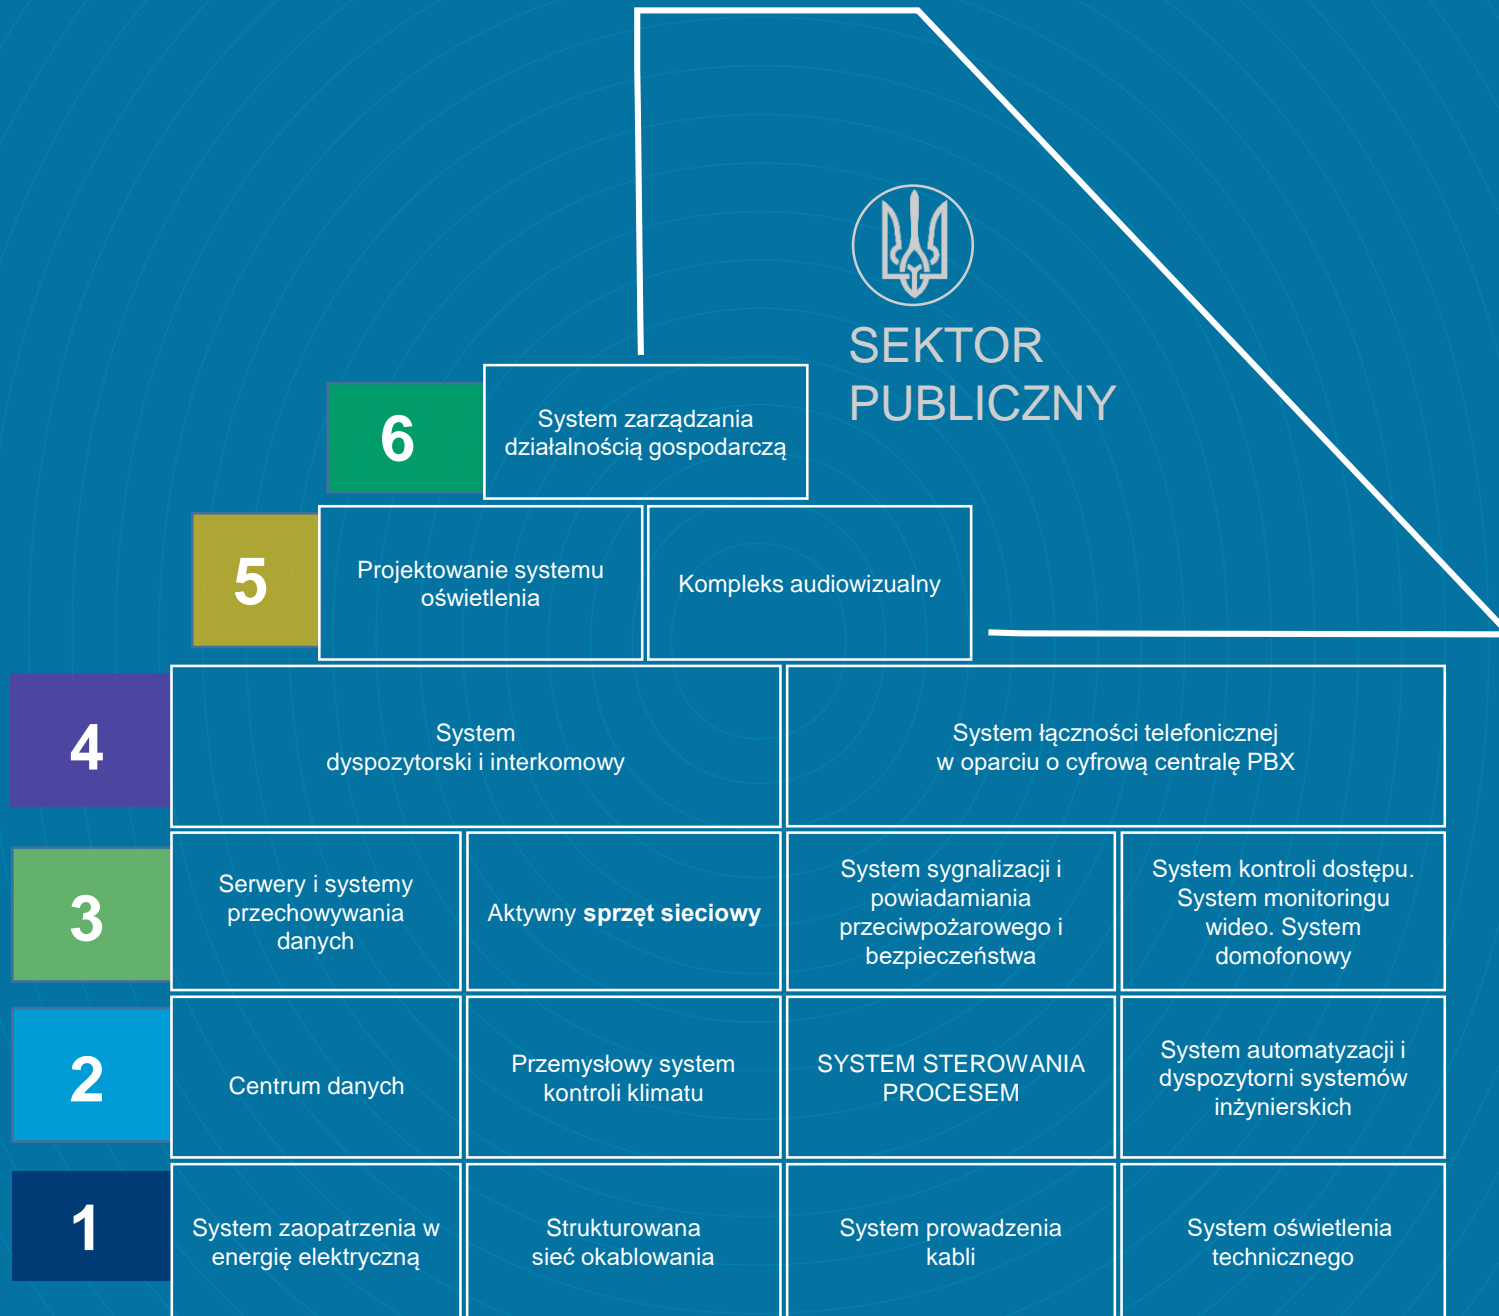 SEKTOR
PUBLICZNY
6
System zarządzania
działalnością gospodarczą
5
Projektowanie systemu
oświetlenia
Kompleks audiowizualny
4
System
dyspozytorski i interkomowy
System łączności telefonicznej
w oparciu o cyfrową centralę PBX
3
Serwery i systemy
przechowywania
danych
Aktywny sprzęt sieciowy
System sygnalizacji i
powiadamiania
przeciwpożarowego i
bezpieczeństwa
System kontroli dostępu.
System monitoringu
wideo. System
domofonowy
2
Centrum danych
Przemysłowy system
kontroli klimatu
SYSTEM STEROWANIA
PROCESEM
System automatyzacji i
dyspozytorni systemów
inżynierskich
1
System zaopatrzenia w
energię elektryczną
Strukturowana
sieć okablowania
System prowadzenia
kabli
System oświetlenia
technicznego